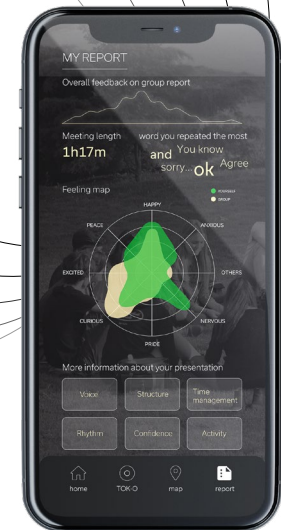 MY REPORT
Overall feedback on group report
Meeting length
word you repeated the most
1h17m
and You know
sorry... ok Agree
Feeling map
GROUP
HAPPY
PEACE
ANXIOUS
EXCITED
OTHERS
CURIOUS
NERVOUS
PRIDE
More information about your presentation
Voice
Structure
Time
management
Rhythm
Confidence
Activity
home
TOK-O
map
report